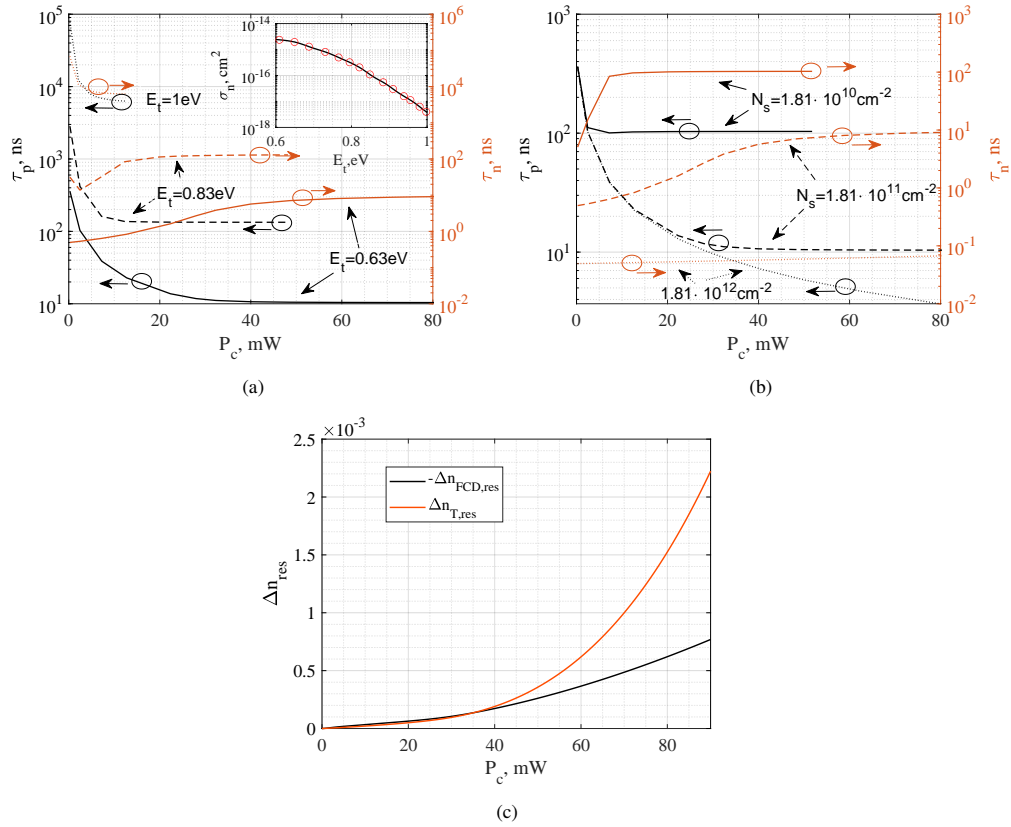 10^5
10^4
10^3
10^2
10^1
τ_p, ns
10^6
10^4
10^2
10^0
10^-2
τ_n, ns
0
20
40
60
80
P_c, mW
E_t=1eV
E_t=0.83eV
E_t=0.63eV
10^-14
10^-16
10^-18
σ_n, cm^2
0.6
0.8
1
E_t,eV
(a)
10^3
10^2
10^1
τ_p, ns
10^3
10^2
10^1
10^0
10^-1
10^-2
τ_n, ns
0
20
40
60
80
P_c, mW
N_s=1.81· 10^10cm^-2
N_s=1.81· 10^11cm^-2
1.81· 10^12cm^-2
(b)
×10^-3
2.5
2
1.5
1
0.5
0
Δn_res
-Δn_FCD,res
Δn_T,res
0
20
40
60
80
P_c, mW
(c)